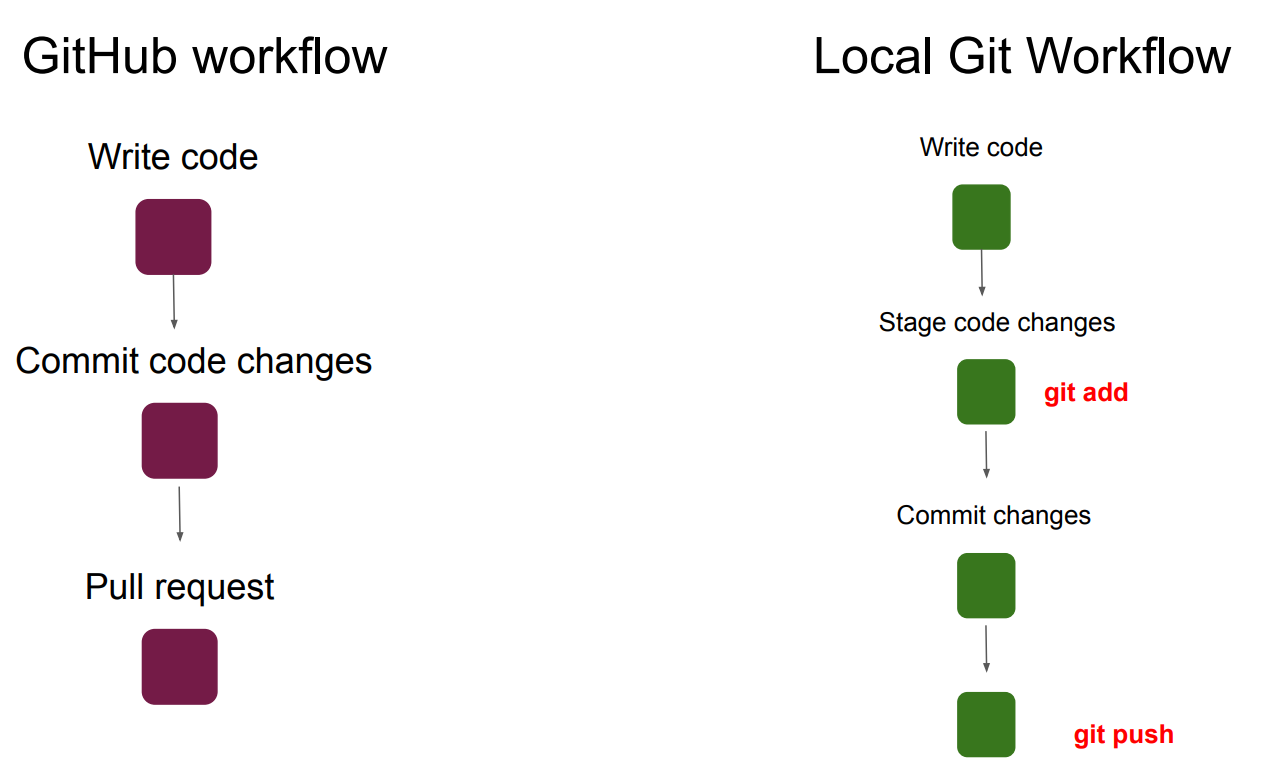 GitHub workflow
Write code
Commit code changes
Pull request
Local Git Workflow
Write code
Stage code changes
git add
Commit changes
git push